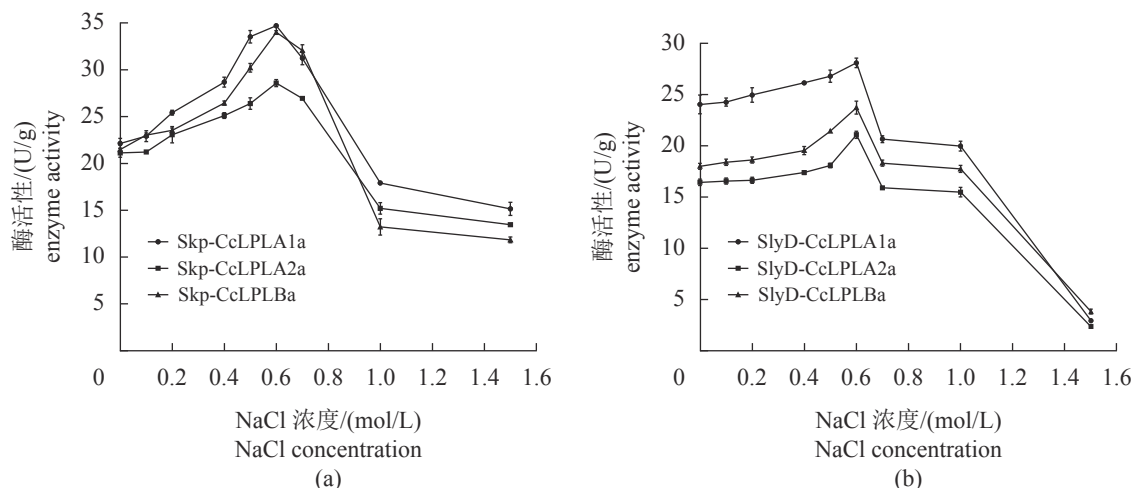 35
30
25
20
15
10
5
0
0.2
0.4
0.6
0.8
1.0
1.2
1.4
1.6
酶活性/(U/g)
enzyme activity
Skp-CcLPLA1a
Skp-CcLPLA2a
Skp-CcLPLBa
NaCl 浓度/(mol/L)
NaCl concentration
(a)
30
25
20
15
10
5
0
0.2
0.4
0.6
0.8
1.0
1.2
1.4
1.6
酶活性/(U/g)
enzyme activity
SlyD-CcLPLA1a
SlyD-CcLPLA2a
SlyD-CcLPLBa
NaCl 浓度/(mol/L)
NaCl concentration
(b)